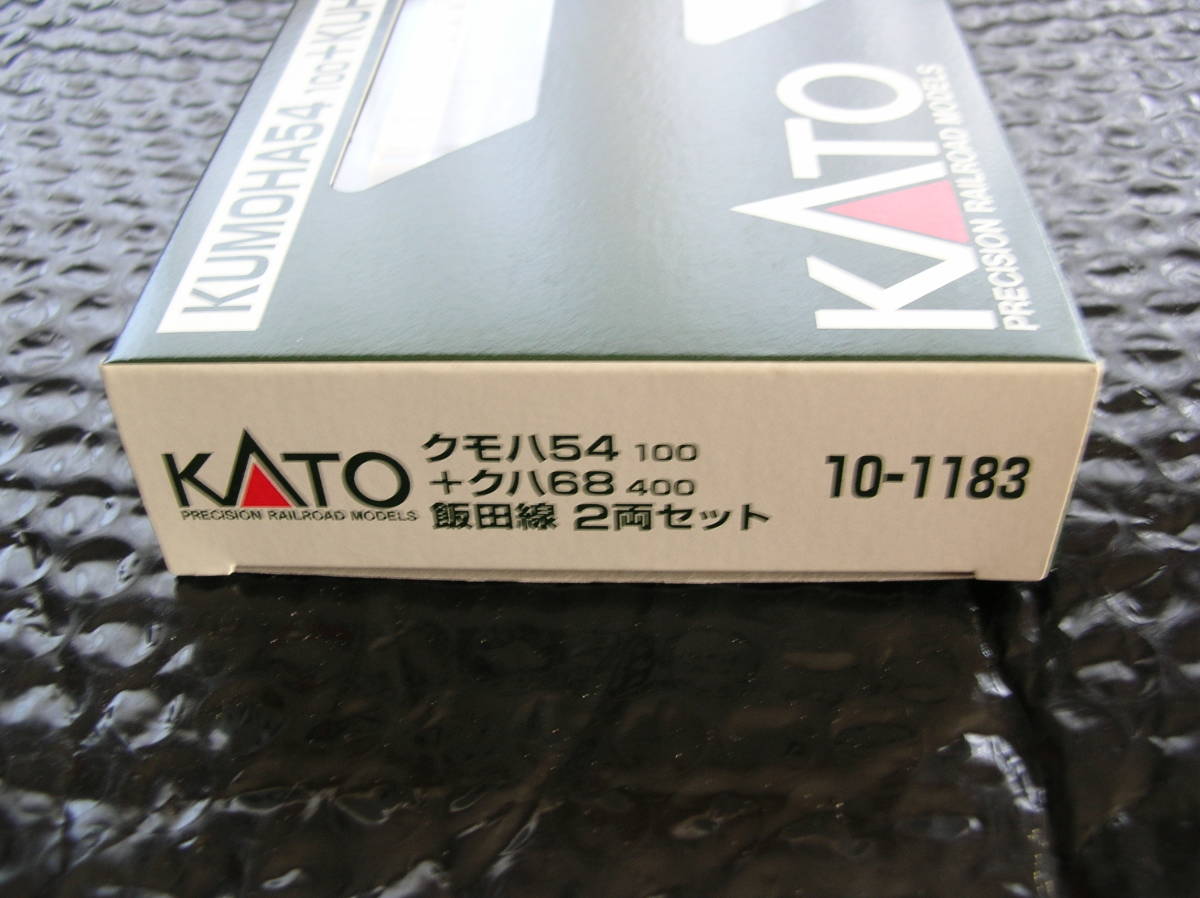 KUMOHA54 100+KUH
KATO
PRECISION RAILROAD MODELS
KATO
PRECISION RAILROAD MODELS
クモハ54 100
+クハ68 400
飯田線 2両セット
10-1183